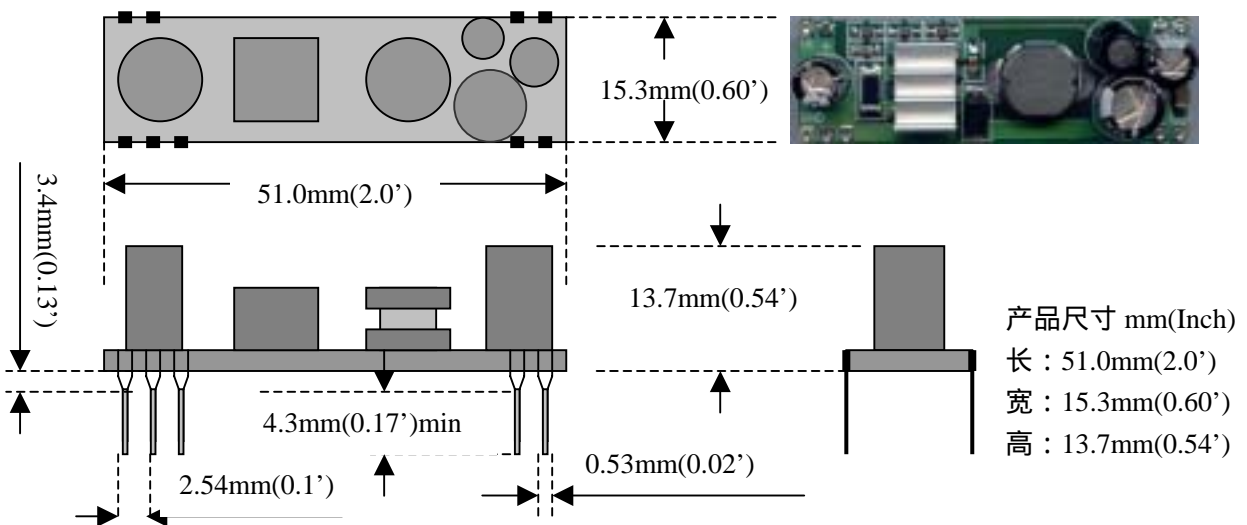 15.3mm(0.60’)
51.0mm(2.0’)
3.4mm(0.13’)
13.7mm(0.54’)
产品尺寸 mm(Inch)
长：51.0mm(2.0’)
宽：15.3mm(0.60’)
高：13.7mm(0.54’)
4.3mm(0.17’)min
0.53mm(0.02’)
2.54mm(0.1’)